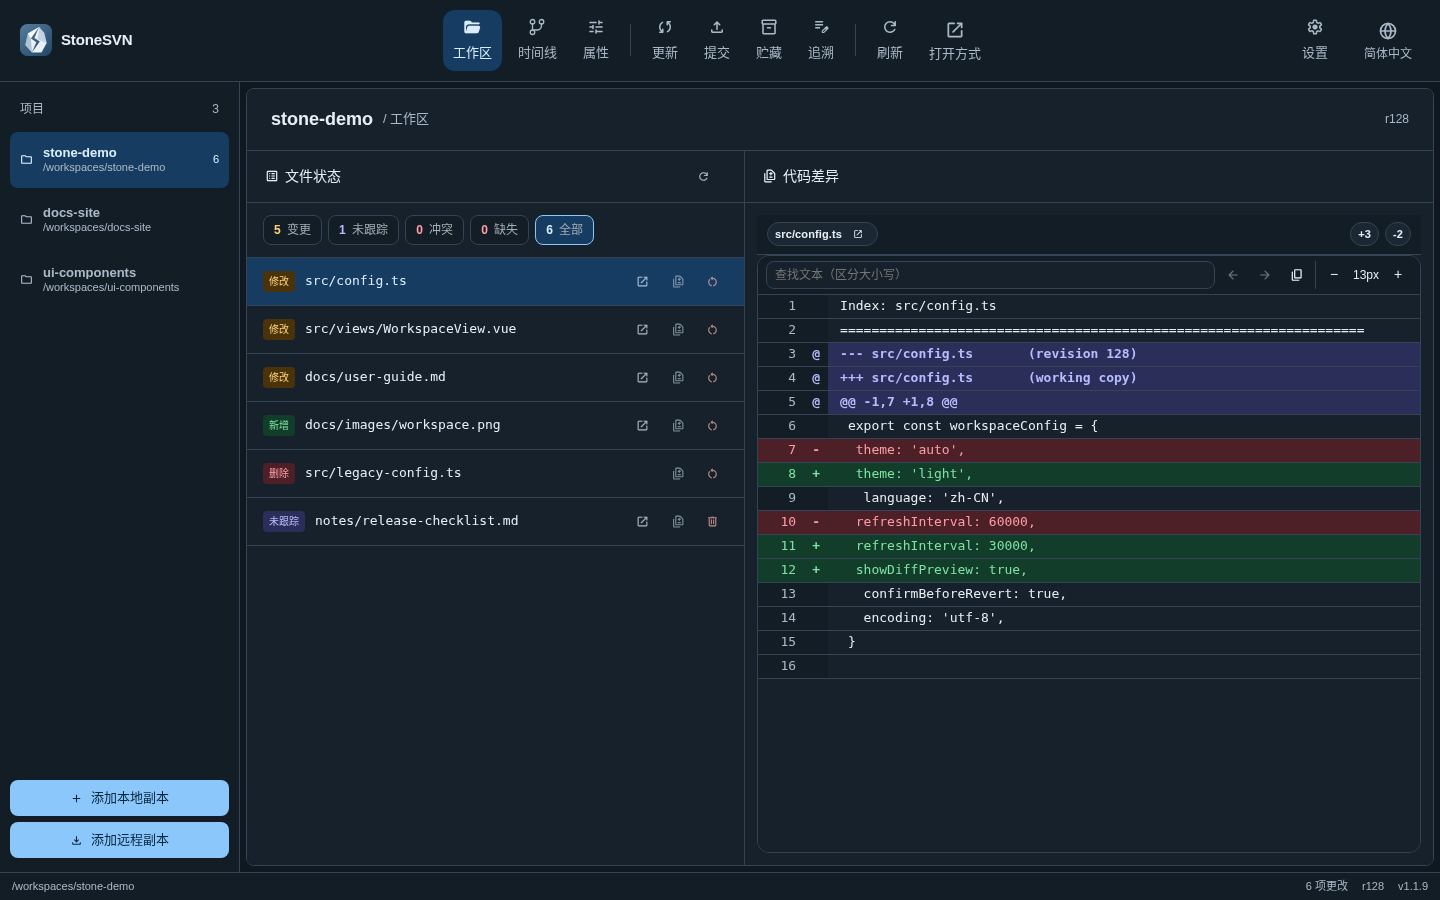 StoneSVN
工作区
时间线
属性
更新
提交
贮藏
追溯
刷新
打开方式
设置
简体中文
项目 3
stone-demo
/workspaces/stone-demo
6
docs-site
/workspaces/docs-site
ui-components
/workspaces/ui-components
添加本地副本
添加远程副本
stone-demo / 工作区 r128
文件状态
5 变更 1 未跟踪 0 冲突 0 缺失 6 全部
修改 src/config.ts
修改 src/views/WorkspaceView.vue
修改 docs/user-guide.md
新增 docs/images/workspace.png
删除 src/legacy-config.ts
未跟踪 notes/release-checklist.md
代码差异
src/config.ts +3 -2
查找文本（区分大小写） − 13px +
1 Index: src/config.ts
2 ===================================================================
3 @ --- src/config.ts (revision 128)
4 @ +++ src/config.ts (working copy)
5 @ @@ -1,7 +1,8 @@
6 export const workspaceConfig = {
7 - theme: 'auto',
8 + theme: 'light',
9 language: 'zh-CN',
10 - refreshInterval: 60000,
11 + refreshInterval: 30000,
12 + showDiffPreview: true,
13 confirmBeforeRevert: true,
14 encoding: 'utf-8',
15 }
16
/workspaces/stone-demo 6 项更改 r128 v1.1.9